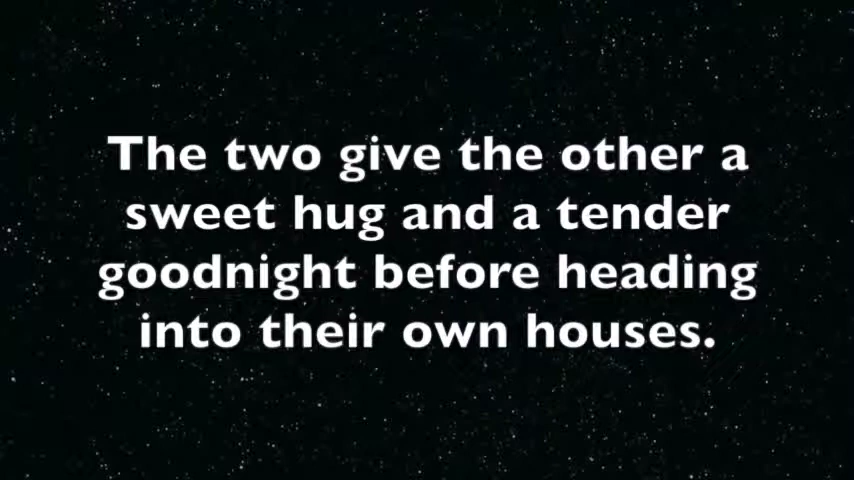 The two give the other a
sweet hug and a tender
goodnight before heading
into their own houses.